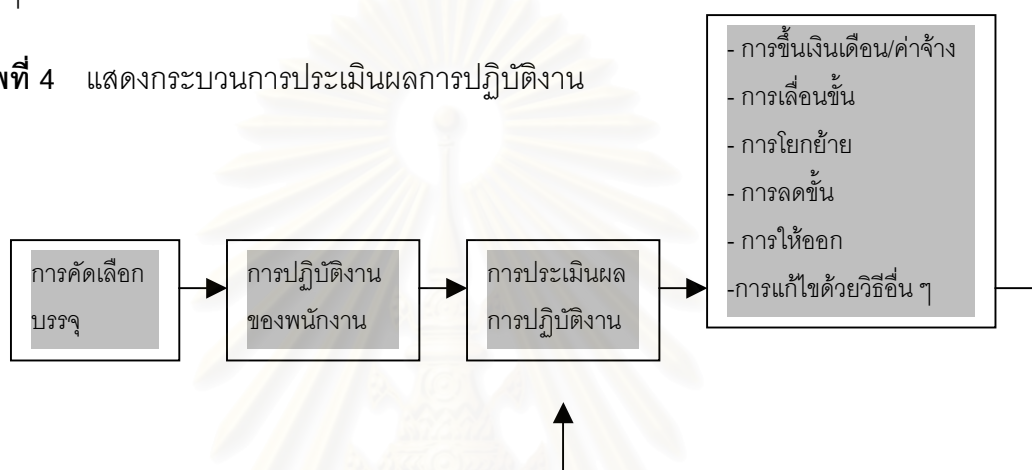 ๆ
ที่ 4 แสดงกระบวนการประเมินผลการปฏิบัติงาน
- การขึ้นเงินเดือน/ค่าจ้าง
- การเลื่อนขั้น
- การโยกย้าย
- การลดขั้น
- การให้ออก
-การแก้ไขด้วยวิธีอื่น ๆ
การคัดเลือก
บรรจุ
การปฏิบัติงาน
ของพนักงาน
การประเมินผล
การปฏิบัติงาน